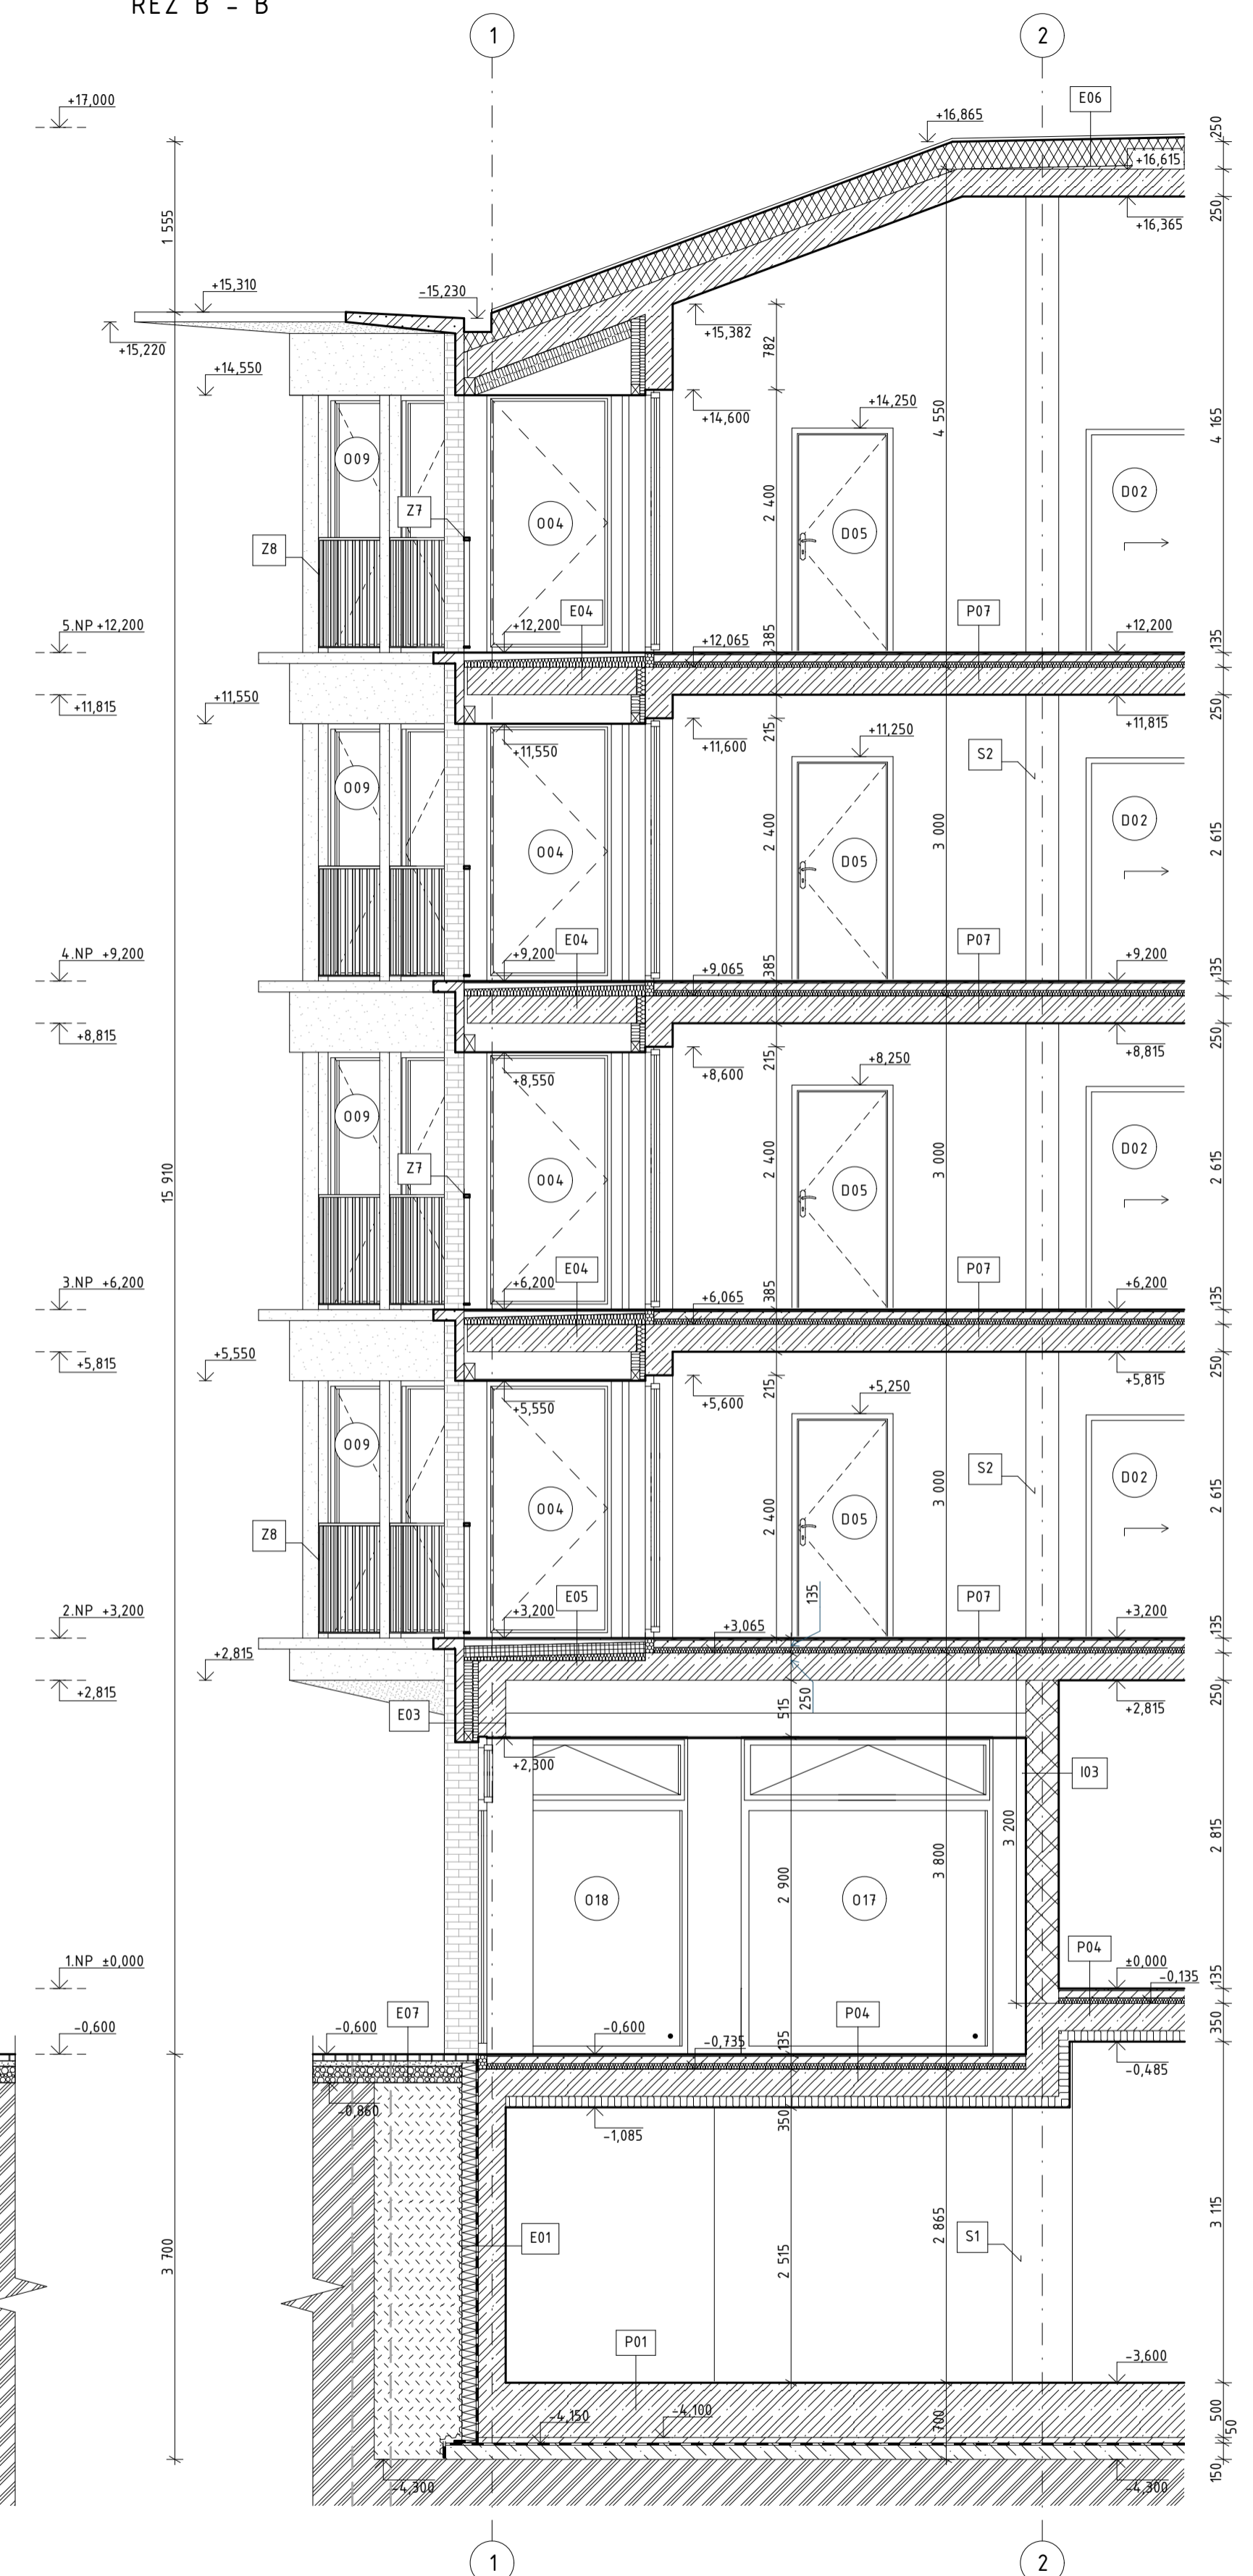 REZ B - B
1
2
+17,000
+16,865
E06
250
+16,615
1 555
250
+16,365
+15,310
-15,230
+15,382
+15,220
782
+14,550
+14,600
+14,250
4 550
4 165
O09
Z7
O04
2 400
D05
D02
Z8
E04
P07
5.NP +12,200
+12,200
+12,065
385
+12,200
135
+11,815
+11,550
+11,550
+11,600
215
+11,250
S2
+11,815
250
O09
O04
2 400
D05
3 000
D02
2 615
E04
P07
4.NP +9,200
+9,200
+9,065
385
+9,200
135
+8,815
+8,550
+8,600
215
+8,250
+8,815
250
O09
Z7
O04
2 400
D05
3 000
D02
2 615
15 910
E04
P07
3.NP +6,200
+6,200
+6,065
385
+6,200
135
+5,815
+5,550
+5,550
+5,600
215
+5,250
+5,815
250
O09
S2
D02
O04
2 400
D05
3 000
2 615
Z8
E05
135
P07
2.NP +3,200
+3,200
+3,065
+3,200
135
+2,815
+2,815
E03
515
250
+2,815
250
+2,300
I03
3 200
2 815
O18
2 900
3 800
O17
P04
1.NP ±0,000
±0,000
-0,135
135
E07
P04
350
-0,600
-0,600
-0,600
-0,735
135
-0,485
-0,860
-1,085
350
3 700
E01
2 515
2 865
S1
3 115
P01
-3,600
-4,150
-4,100
700
500
50
-4,300
-4,300
150
1
2